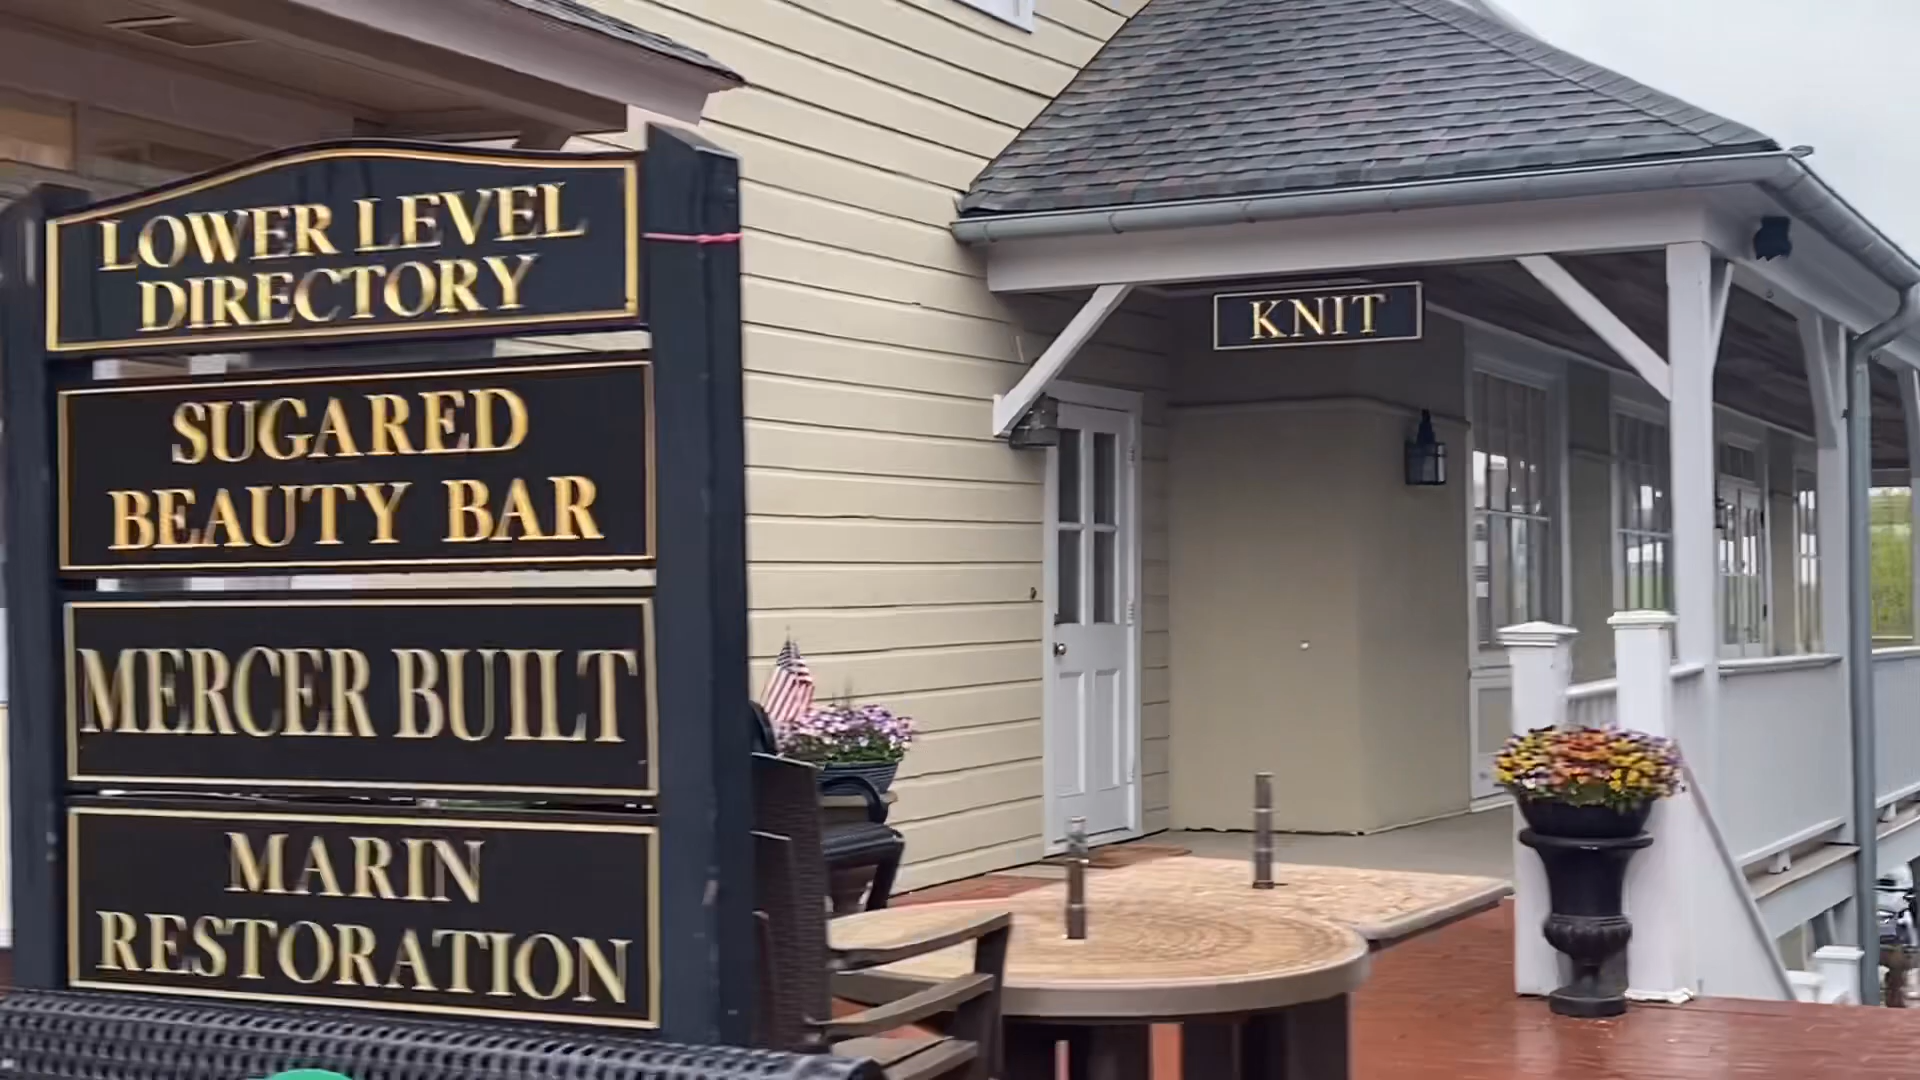 LOWER LEVEL
DIRECTORY
SUGARED
BEAUTY BAR
MERCER BUILT
MARIN
RESTORATION
KNIT